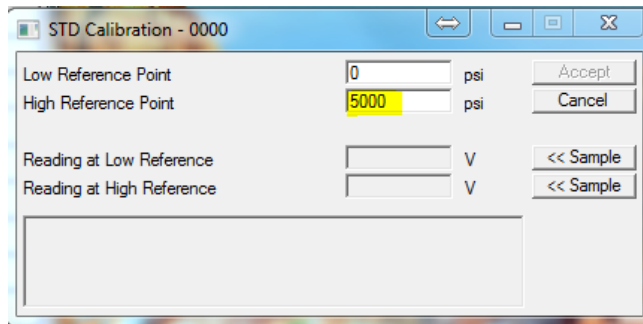 STD Calibration - 0000
Low Reference Point 0 psi Accept
High Reference Point 5000 psi Cancel
Reading at Low Reference V << Sample
Reading at High Reference V << Sample